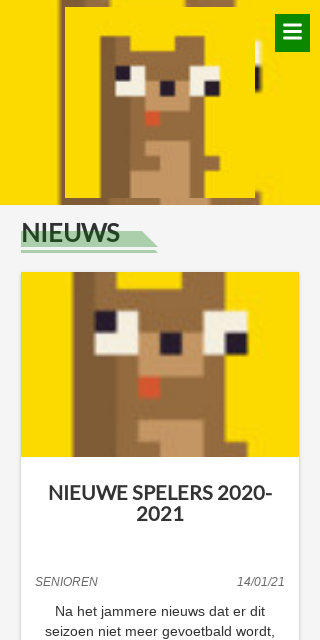 NIEUWS
NIEUWE SPELERS 2020-
2021
SENIOREN 14/01/21
Na het jammere nieuws dat er dit
seizoen niet meer gevoetbald wordt,